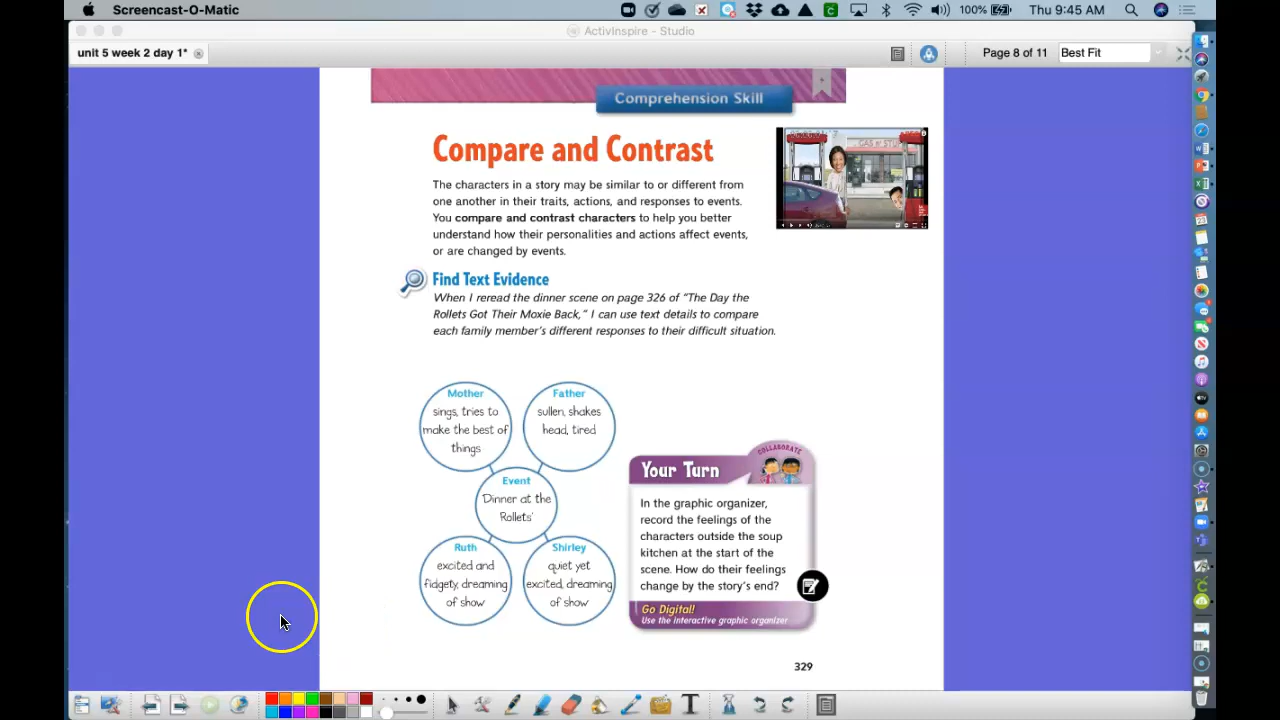 Screencast-O-Matic
100%
Thu 9:45 AM
ActivInspire - Studio
unit 5 week 2 day 1*
Page 8 of 11
Best Fit
Comprehension Skill
Compare and Contrast
The characters in a story may be similar to or different from
one another in their traits, actions, and responses to events.
You compare and contrast characters to help you better
understand how their personalities and actions affect events,
or are changed by events.
Find Text Evidence
When I reread the dinner scene on page 326 of “The Day the
Rollets Got Their Moxie Back,” I can use text details to compare
each family member’s different responses to their difficult situation.
Mother
sings, tries to
make the best of
things
Father
sullen, shakes
head, tired
Event
Dinner at the
Rollets'
Ruth
excited and
fidgety, dreaming
of show
Shirley
quiet yet
excited, dreaming
of show
COLLABORATE
Your Turn
In the graphic organizer,
record the feelings of the
characters outside the soup
kitchen at the start of the
scene. How do their feelings
change by the story’s end?
Go Digital!
Use the interactive graphic organizer
329